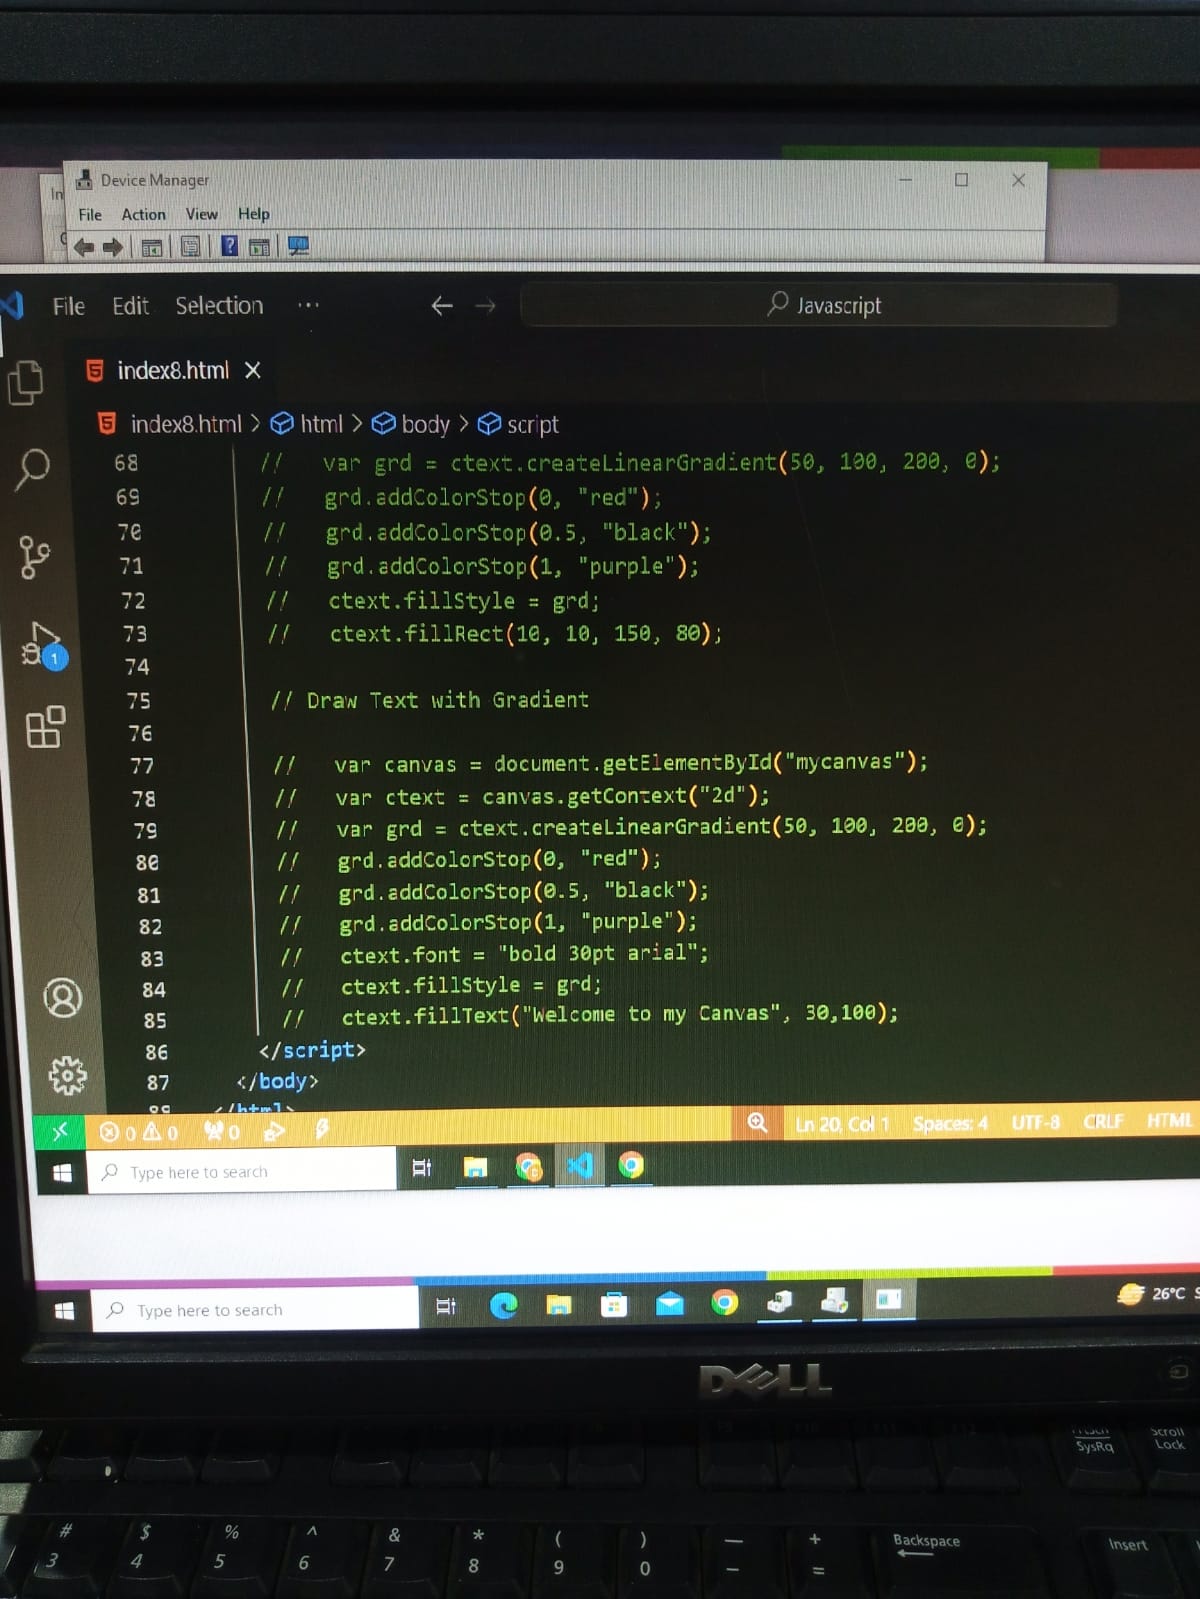 Device Manager
File Action View Help
File Edit Selection ··· Javascript
index8.html
index8.html > html > body > script
68 // var grd = ctext.createLinearGradient(50, 100, 200, 0);
69 // grd.addColorStop(0, "red");
70 // grd.addColorStop(0.5, "black");
71 // grd.addColorStop(1, "purple");
72 // ctext.fillStyle = grd;
73 // ctext.fillRect(10, 10, 150, 80);
74
75 // Draw Text with Gradient
76
77 // var canvas = document.getElementById("mycanvas");
78 // var ctext = canvas.getContext("2d");
79 // var grd = ctext.createLinearGradient(50, 100, 200, 0);
80 // grd.addColorStop(0, "red");
81 // grd.addColorStop(0.5, "black");
82 // grd.addColorStop(1, "purple");
83 // ctext.font = "bold 30pt arial";
84 // ctext.fillStyle = grd;
85 // ctext.fillText("Welcome to my Canvas", 30,100);
86 </script>
87 </body>
</html>
1
0 0 0 Ln 20, Col 1 Spaces: 4 UTF-8 CRLF HTML
Type here to search
Type here to search 26°C
DELL
SysRq Scroll Lock
# $ % ^ & * ( ) — + Backspace Insert
3 4 5 6 7 8 9 0 - =